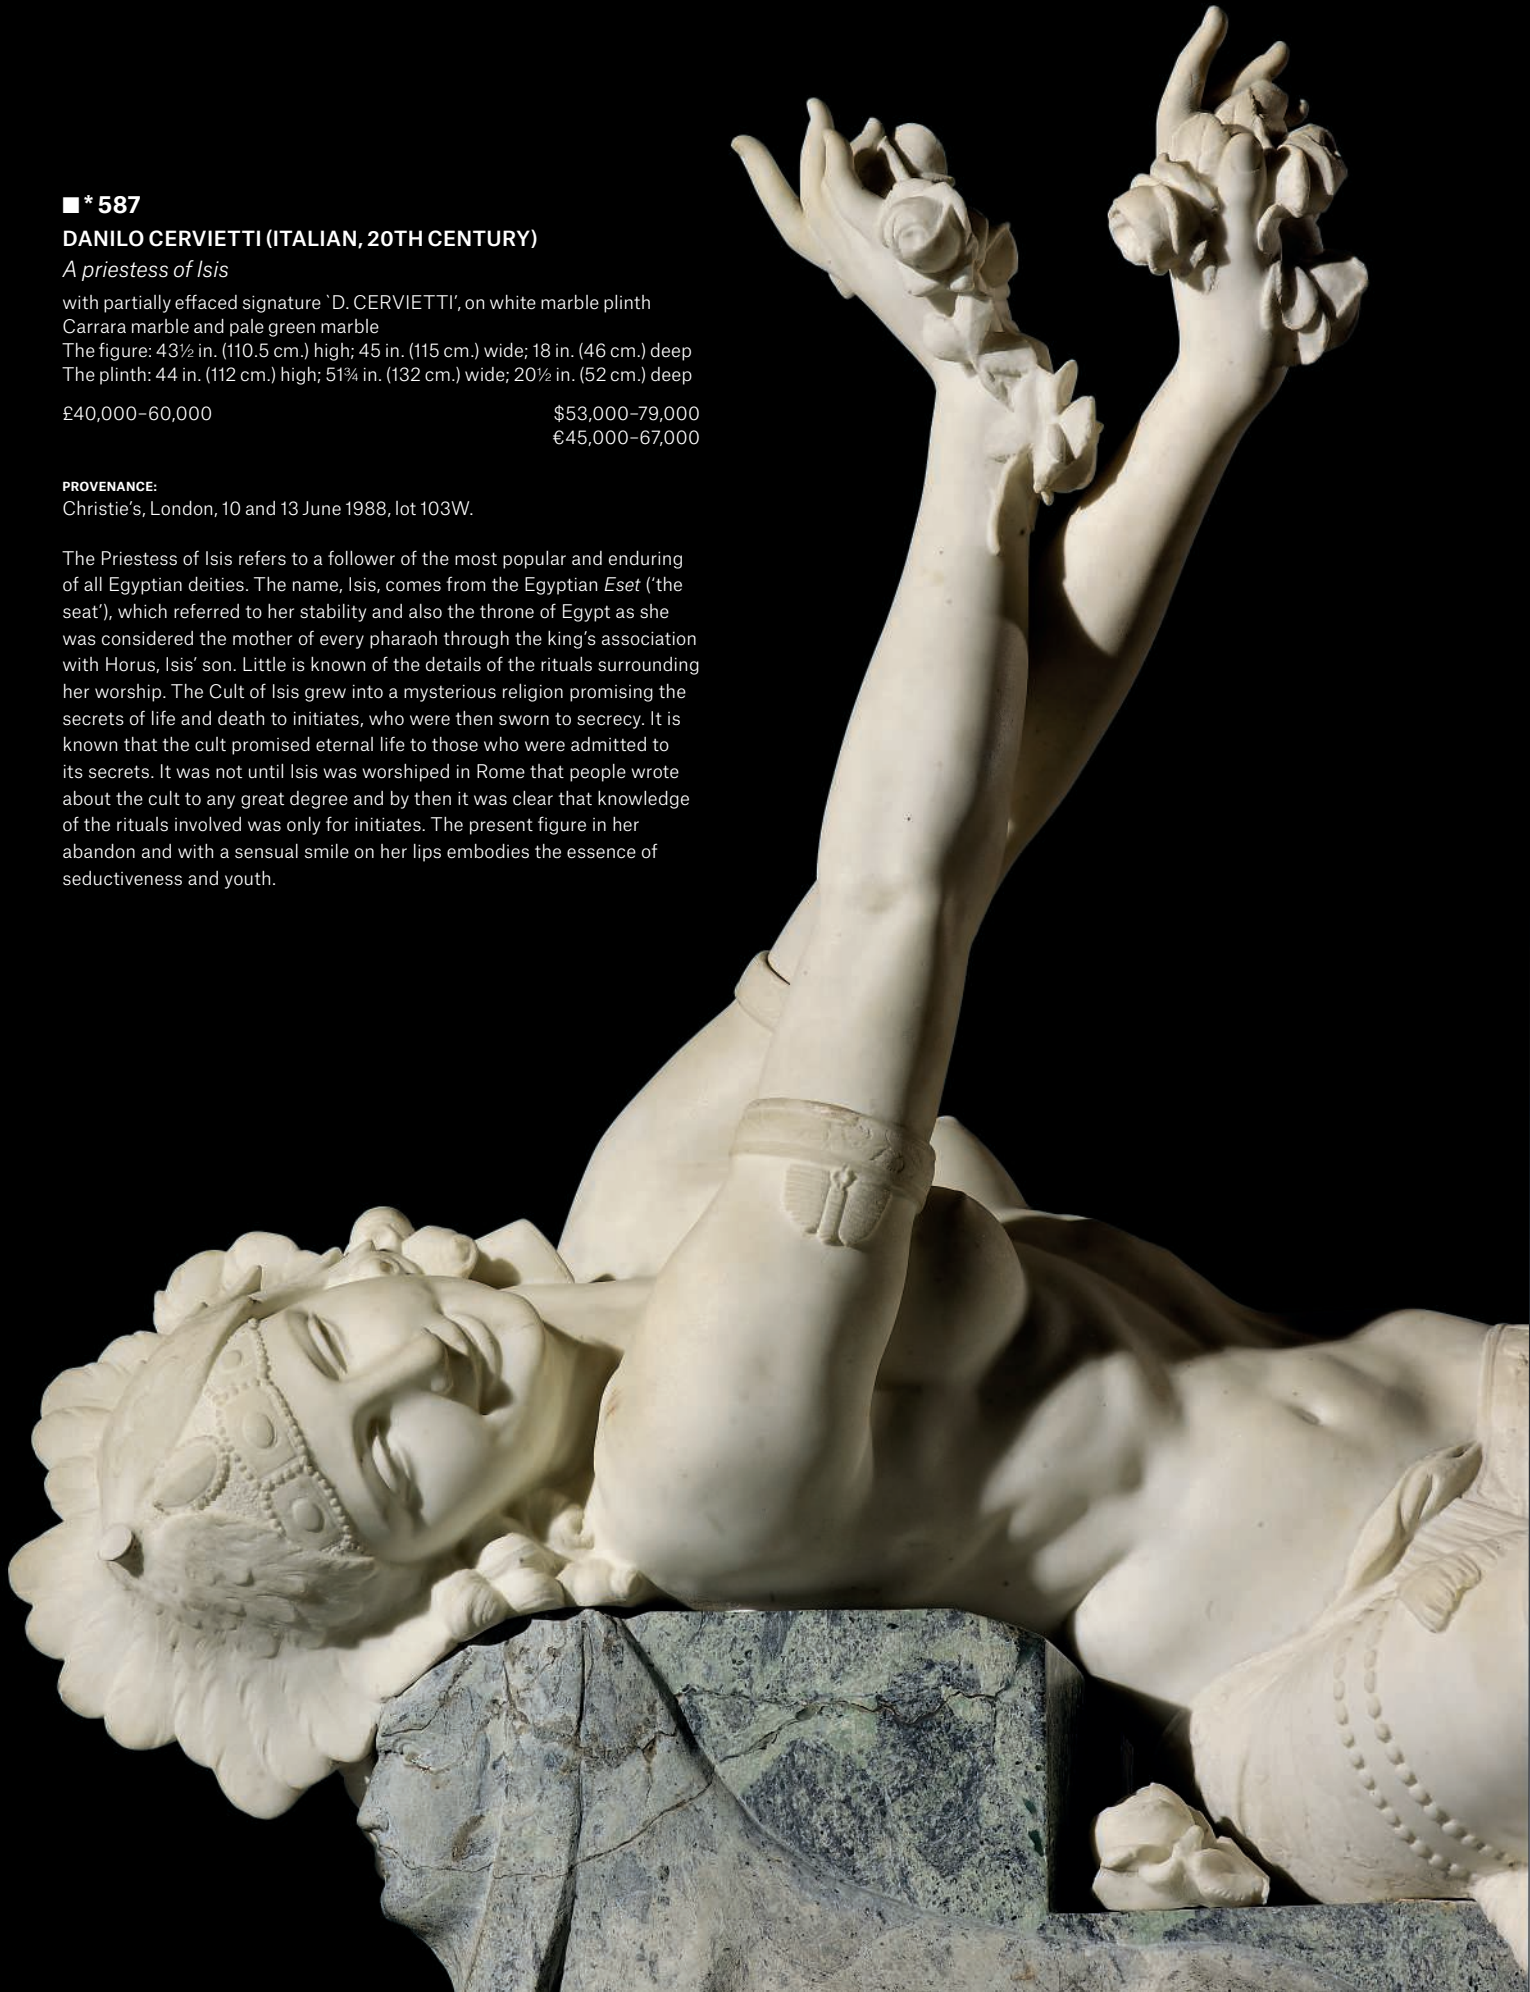 ■ * 587
DANILO CERVIETTI (ITALIAN, 20TH CENTURY)
A priestess of Isis
with partially effaced signature `D. CERVIETTI’, on white marble plinth
Carrara marble and pale green marble
The figure: 43½ in. (110.5 cm.) high; 45 in. (115 cm.) wide; 18 in. (46 cm.) deep
The plinth: 44 in. (112 cm.) high; 51¾ in. (132 cm.) wide; 20½ in. (52 cm.) deep
£40,000–60,000 $53,000–79,000
€45,000–67,000
PROVENANCE:
Christie’s, London, 10 and 13 June 1988, lot 103W.
The Priestess of Isis refers to a follower of the most popular and enduring
of all Egyptian deities. The name, Isis, comes from the Egyptian Eset (‘the
seat’), which referred to her stability and also the throne of Egypt as she
was considered the mother of every pharaoh through the king’s association
with Horus, Isis’ son. Little is known of the details of the rituals surrounding
her worship. The Cult of Isis grew into a mysterious religion promising the
secrets of life and death to initiates, who were then sworn to secrecy. It is
known that the cult promised eternal life to those who were admitted to
its secrets. It was not until Isis was worshiped in Rome that people wrote
about the cult to any great degree and by then it was clear that knowledge
of the rituals involved was only for initiates. The present figure in her
abandon and with a sensual smile on her lips embodies the essence of
seductiveness and youth.